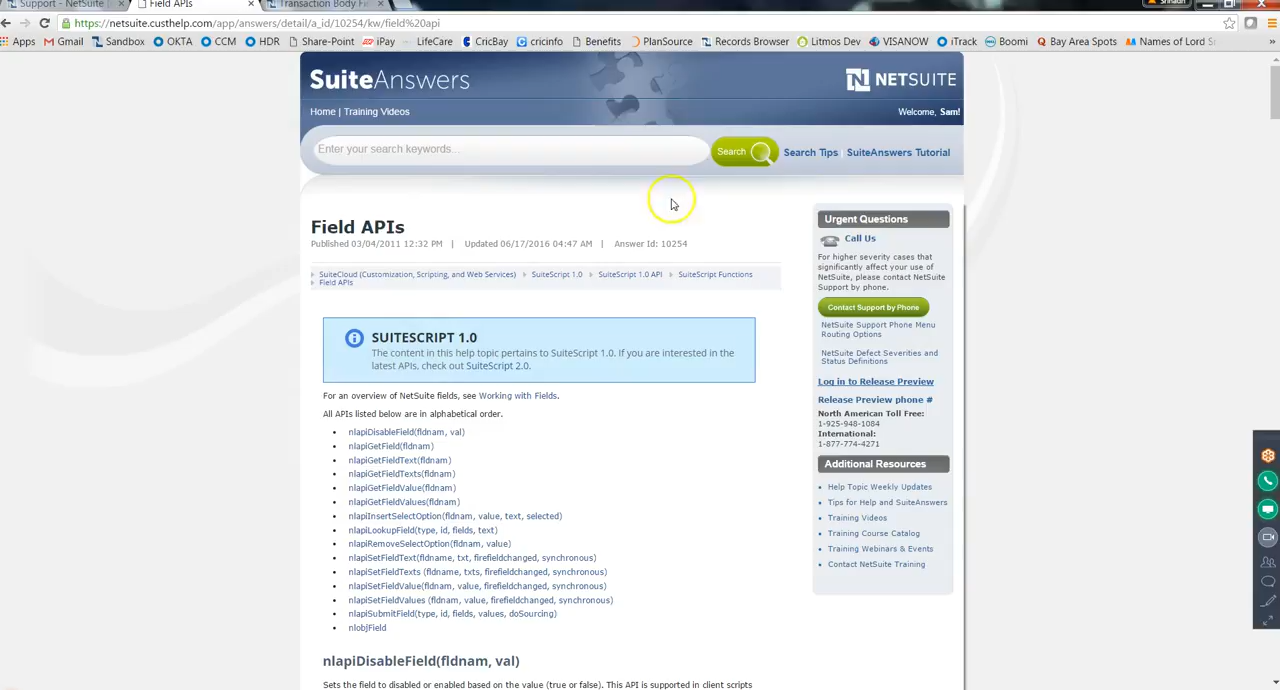 Support - NetSuite
Field APIs
Transaction Body Fie
https://netsuite.custhelp.com/app/answers/detail/a_id/10254/kw/field%20api
Apps Gmail Sandbox OKTA CCM HDR Share-Point iPay LifeCare CricBay cricinfo Benefits PlanSource Records Browser Litmos Dev VISANOW iTrack Boomi Bay Area Spots Names of Lord
SuiteAnswers
NETSUITE
Home | Training Videos
Welcome, Sam!
Enter your search keywords...
Search
Search Tips | SuiteAnswers Tutorial
Field APIs
Published 03/04/2011 12:32 PM | Updated 06/17/2016 04:47 AM | Answer Id: 10254
SuiteCloud (Customization, Scripting, and Web Services) SuiteScript 1.0 SuiteScript 1.0 API SuiteScript Functions
Field APIs
SUITESCRIPT 1.0
The content in this help topic pertains to SuiteScript 1.0. If you are interested in the
latest APIs, check out SuiteScript 2.0.
For an overview of NetSuite fields, see Working with Fields.
All APIs listed below are in alphabetical order.
• nlapiDisableField(fldnam, val)
• nlapiGetField(fldnam)
• nlapiGetFieldText(fldnam)
• nlapiGetFieldTexts(fldnam)
• nlapiGetFieldValue(fldnam)
• nlapiGetFieldValues(fldnam)
• nlapiInsertSelectOption(fldnam, value, text, selected)
• nlapiLookupField(type, id, fields, text)
• nlapiRemoveSelectOption(fldnam, value)
• nlapiSetFieldText(fldname, txt, firefieldchanged, synchronous)
• nlapiSetFieldTexts (fldname, txts, firefieldchanged, synchronous)
• nlapiSetFieldValue(fldnam, value, firefieldchanged, synchronous)
• nlapiSetFieldValues (fldnam, value, firefieldchanged, synchronous)
• nlapiSubmitField(type, id, fields, values, doSourcing)
• nlobjField
nlapiDisableField(fldnam, val)
Sets the field to disabled or enabled based on the value (true or false). This API is supported in client scripts
Urgent Questions
Call Us
For higher severity cases that
significantly affect your use of
NetSuite, please contact NetSuite
Support by phone.
Contact Support by Phone
NetSuite Support Phone Menu
Routing Options
NetSuite Defect Severities and
Status Definitions
Log in to Release Preview
Release Preview phone #
North American Toll Free:
1-925-948-1084
International:
1-877-774-4271
Additional Resources
• Help Topic Weekly Updates
• Tips for Help and SuiteAnswers
• Training Videos
• Training Course Catalog
• Training Webinars & Events
• Contact NetSuite Training